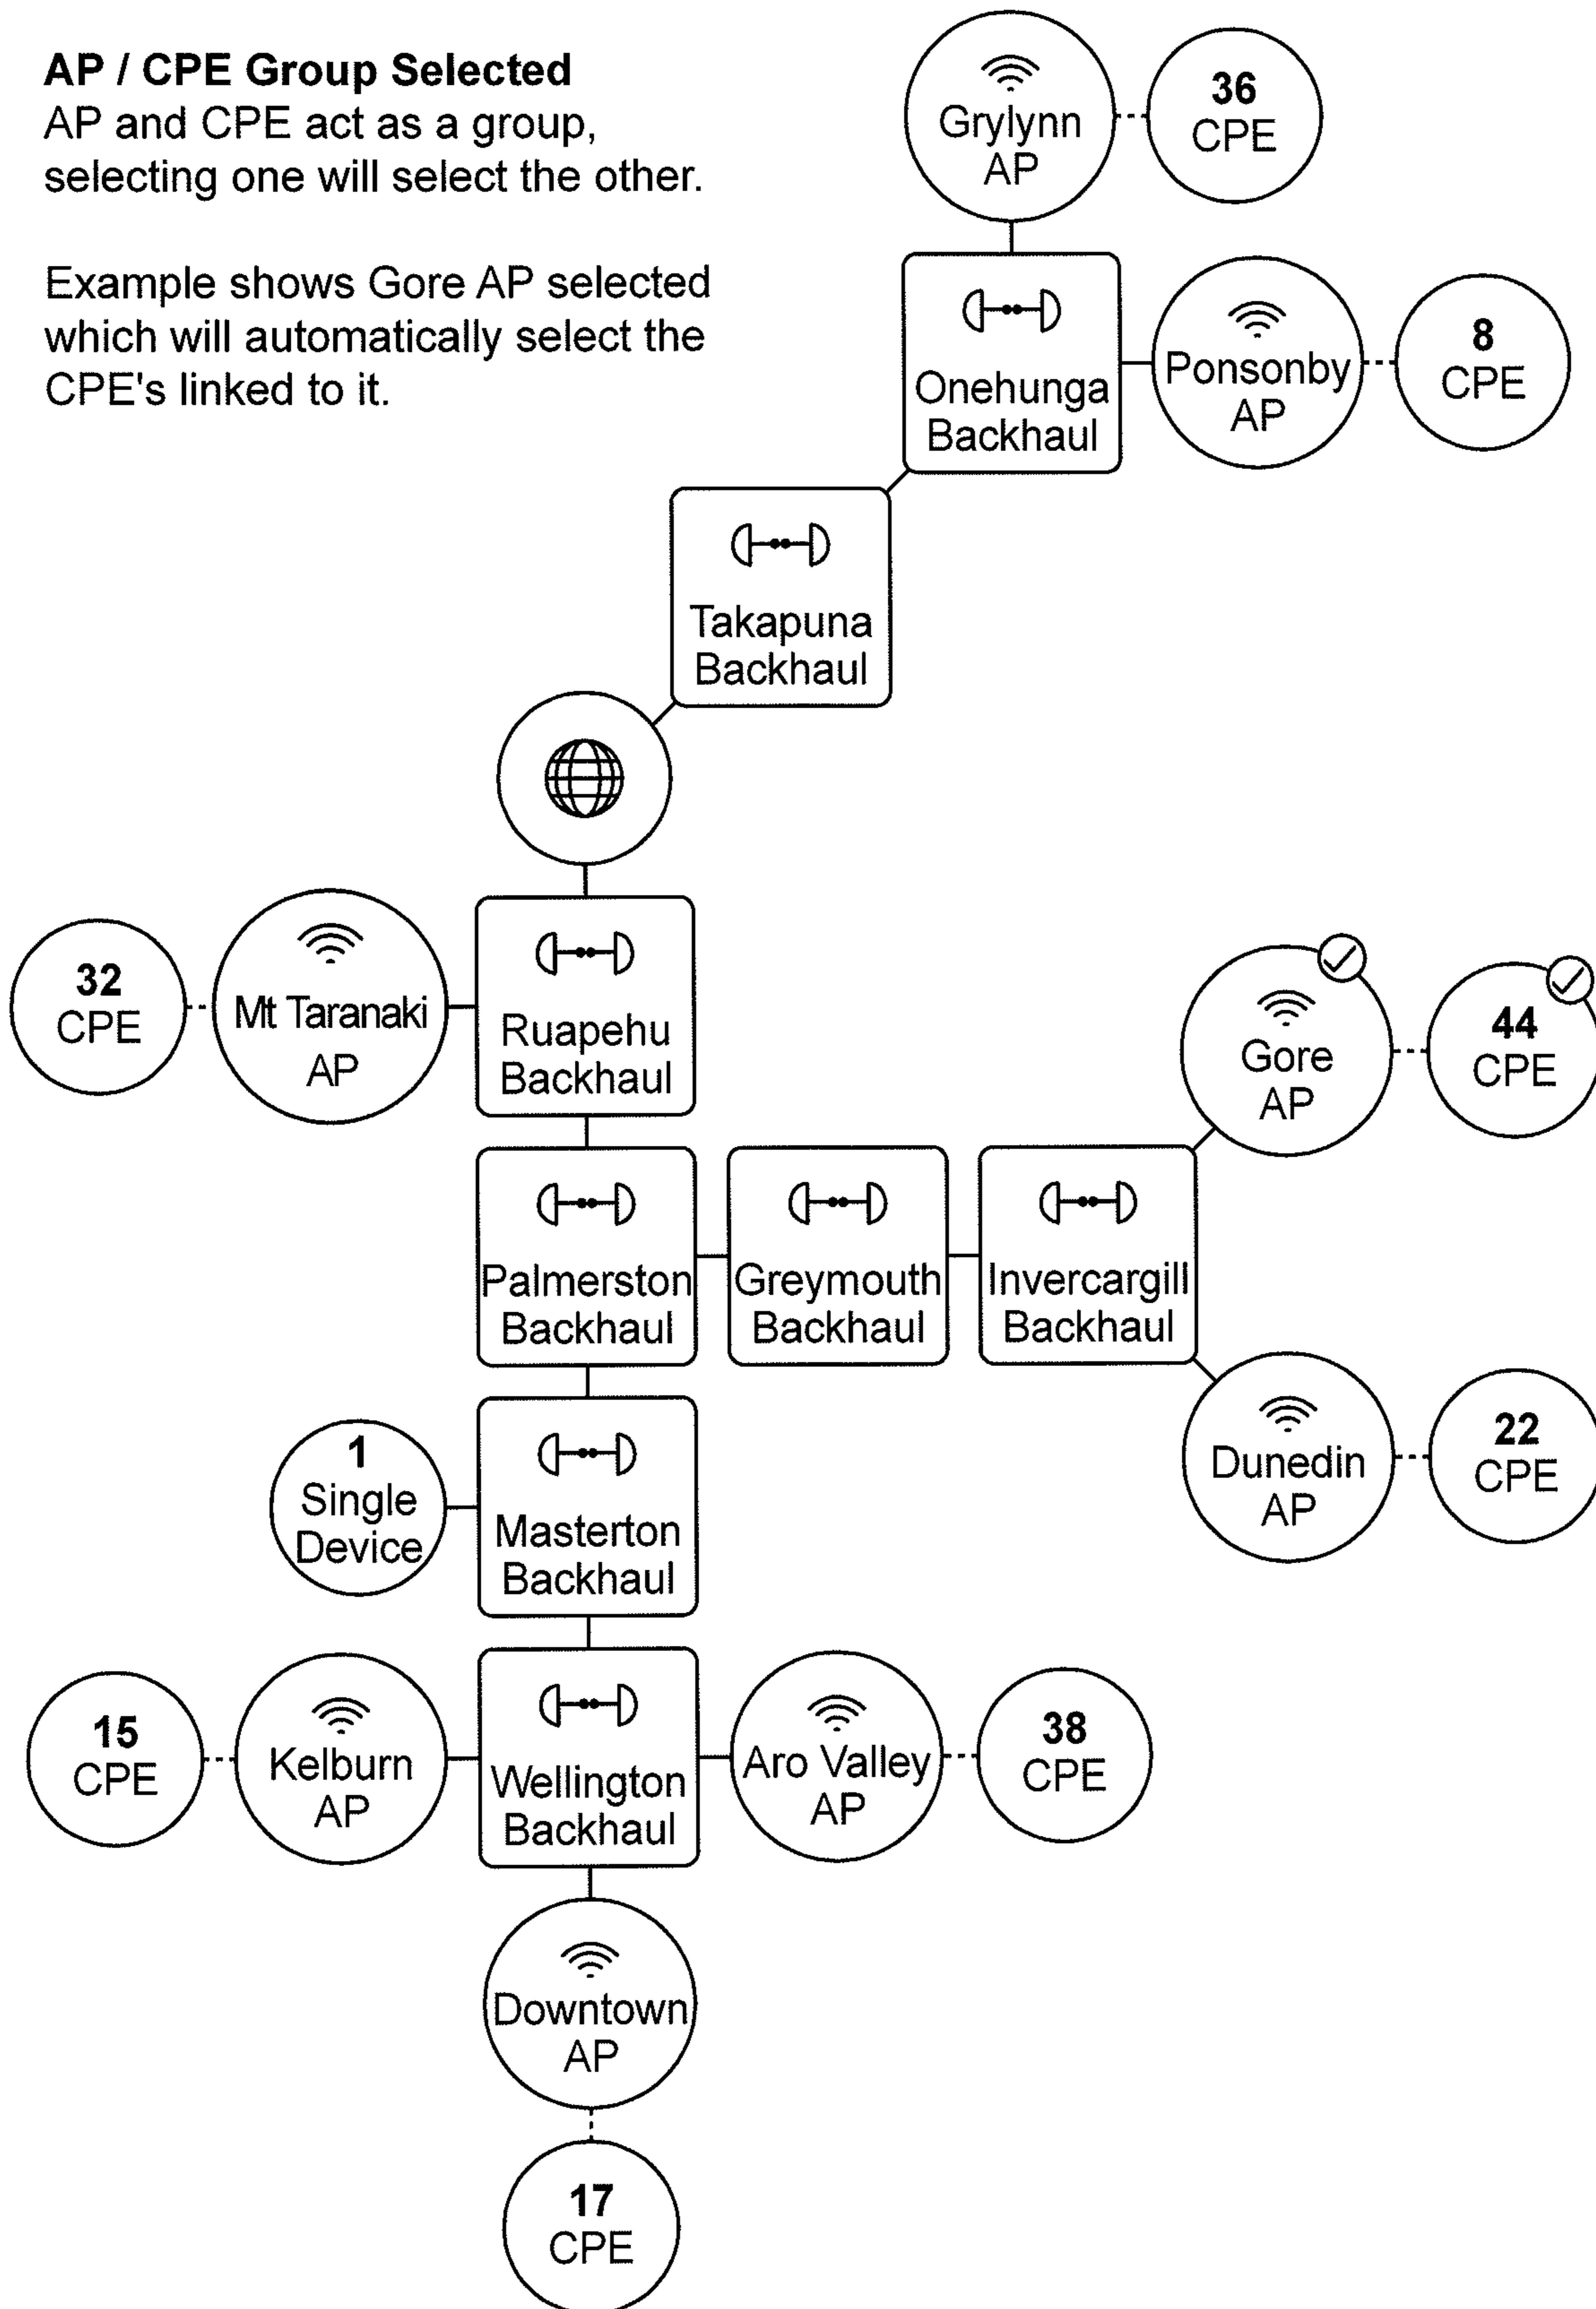 AP / CPE Group Selected
AP and CPE act as a group,
selecting one will select the other.
Example shows Gore AP selected
which will automatically select the
CPE's linked to it.
Grylynn
AP
36
CPE
Onehunga
Backhaul
Ponsonby
AP
8
CPE
Takapuna
Backhaul
32
CPE
Mt Taranaki
AP
Ruapehu
Backhaul
Gore
AP
44
CPE
Palmerston
Backhaul
Greymouth
Backhaul
Invercargill
Backhaul
1
Single
Device
Masterton
Backhaul
Dunedin
AP
22
CPE
15
CPE
Kelburn
AP
Wellington
Backhaul
Aro Valley
AP
38
CPE
Downtown
AP
17
CPE